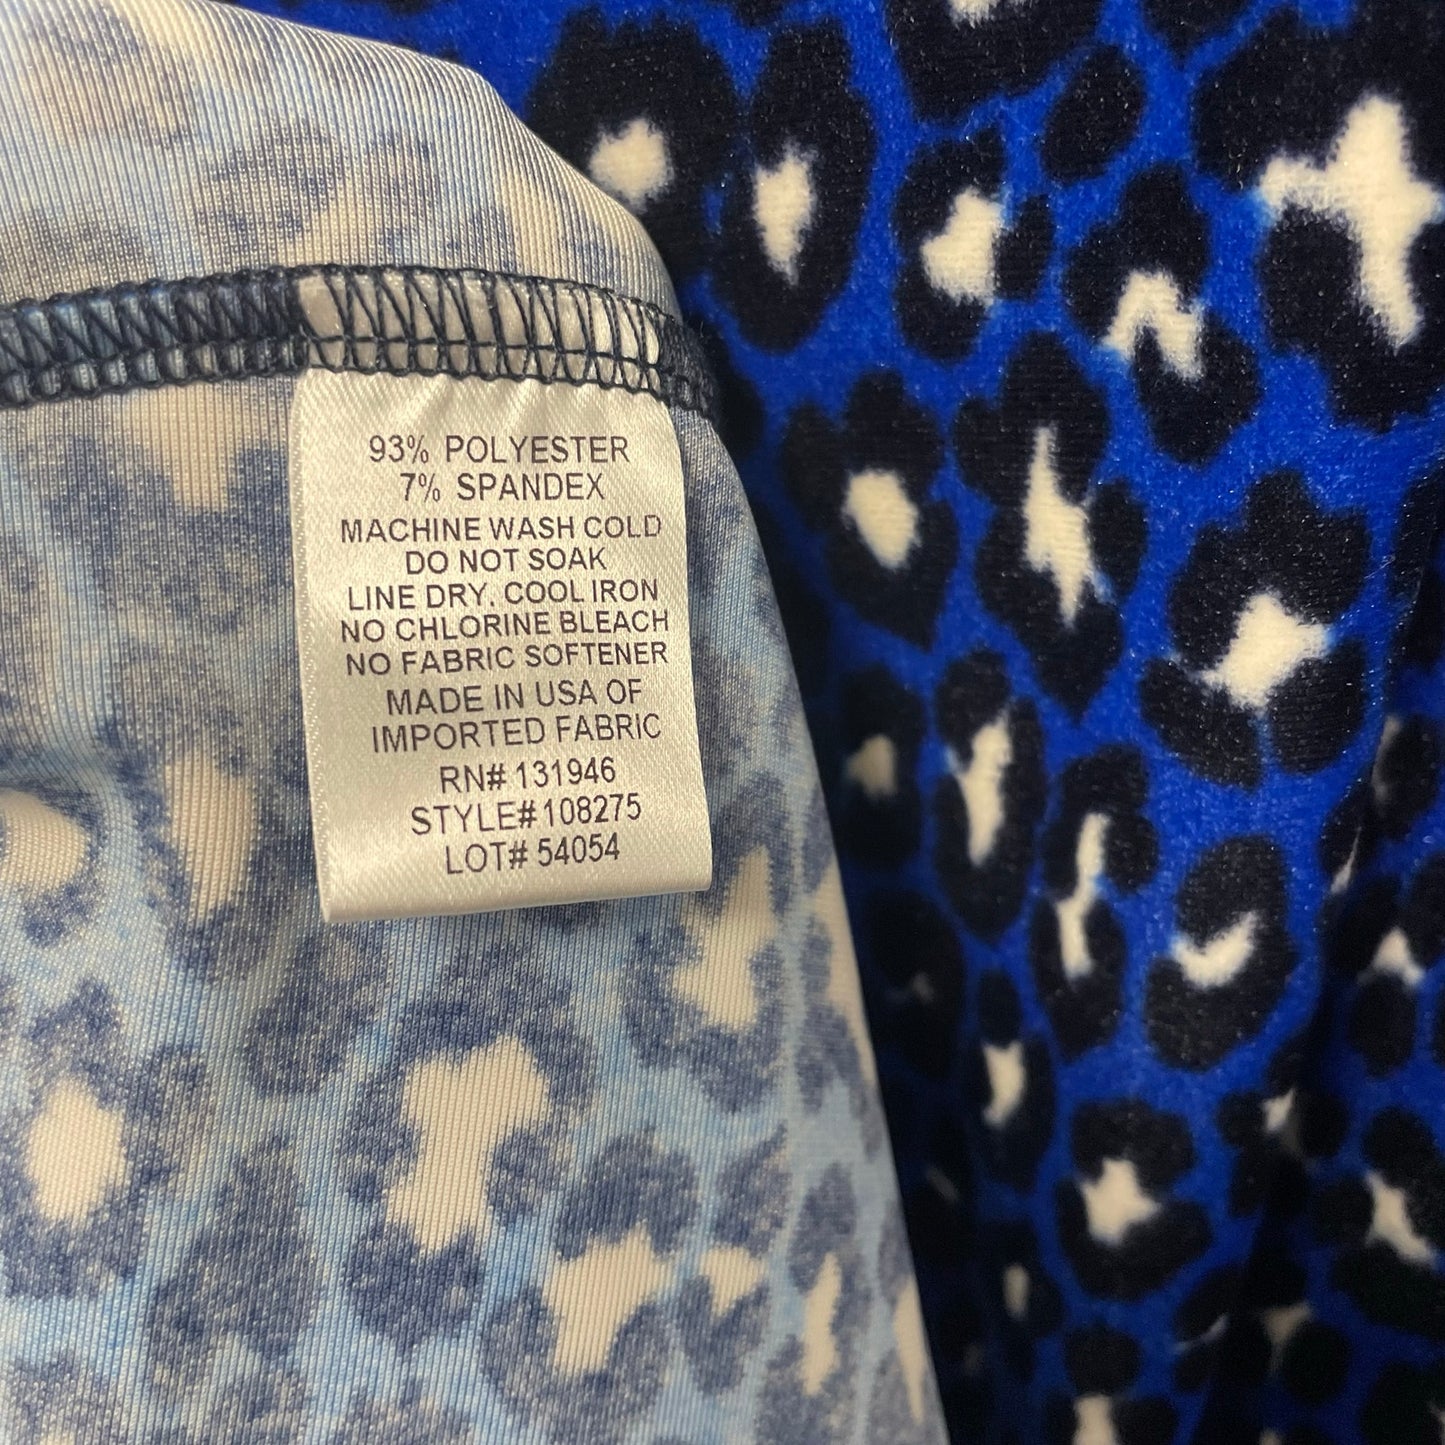 93% POLYESTER
7% SPANDEX
MACHINE WASH COLD
DO NOT SOAK
LINE DRY. COOL IRON
NO CHLORINE BLEACH
NO FABRIC SOFTENER
MADE IN USA OF
IMPORTED FABRIC
RN# 131946
STYLE#108275
LOT# 54054